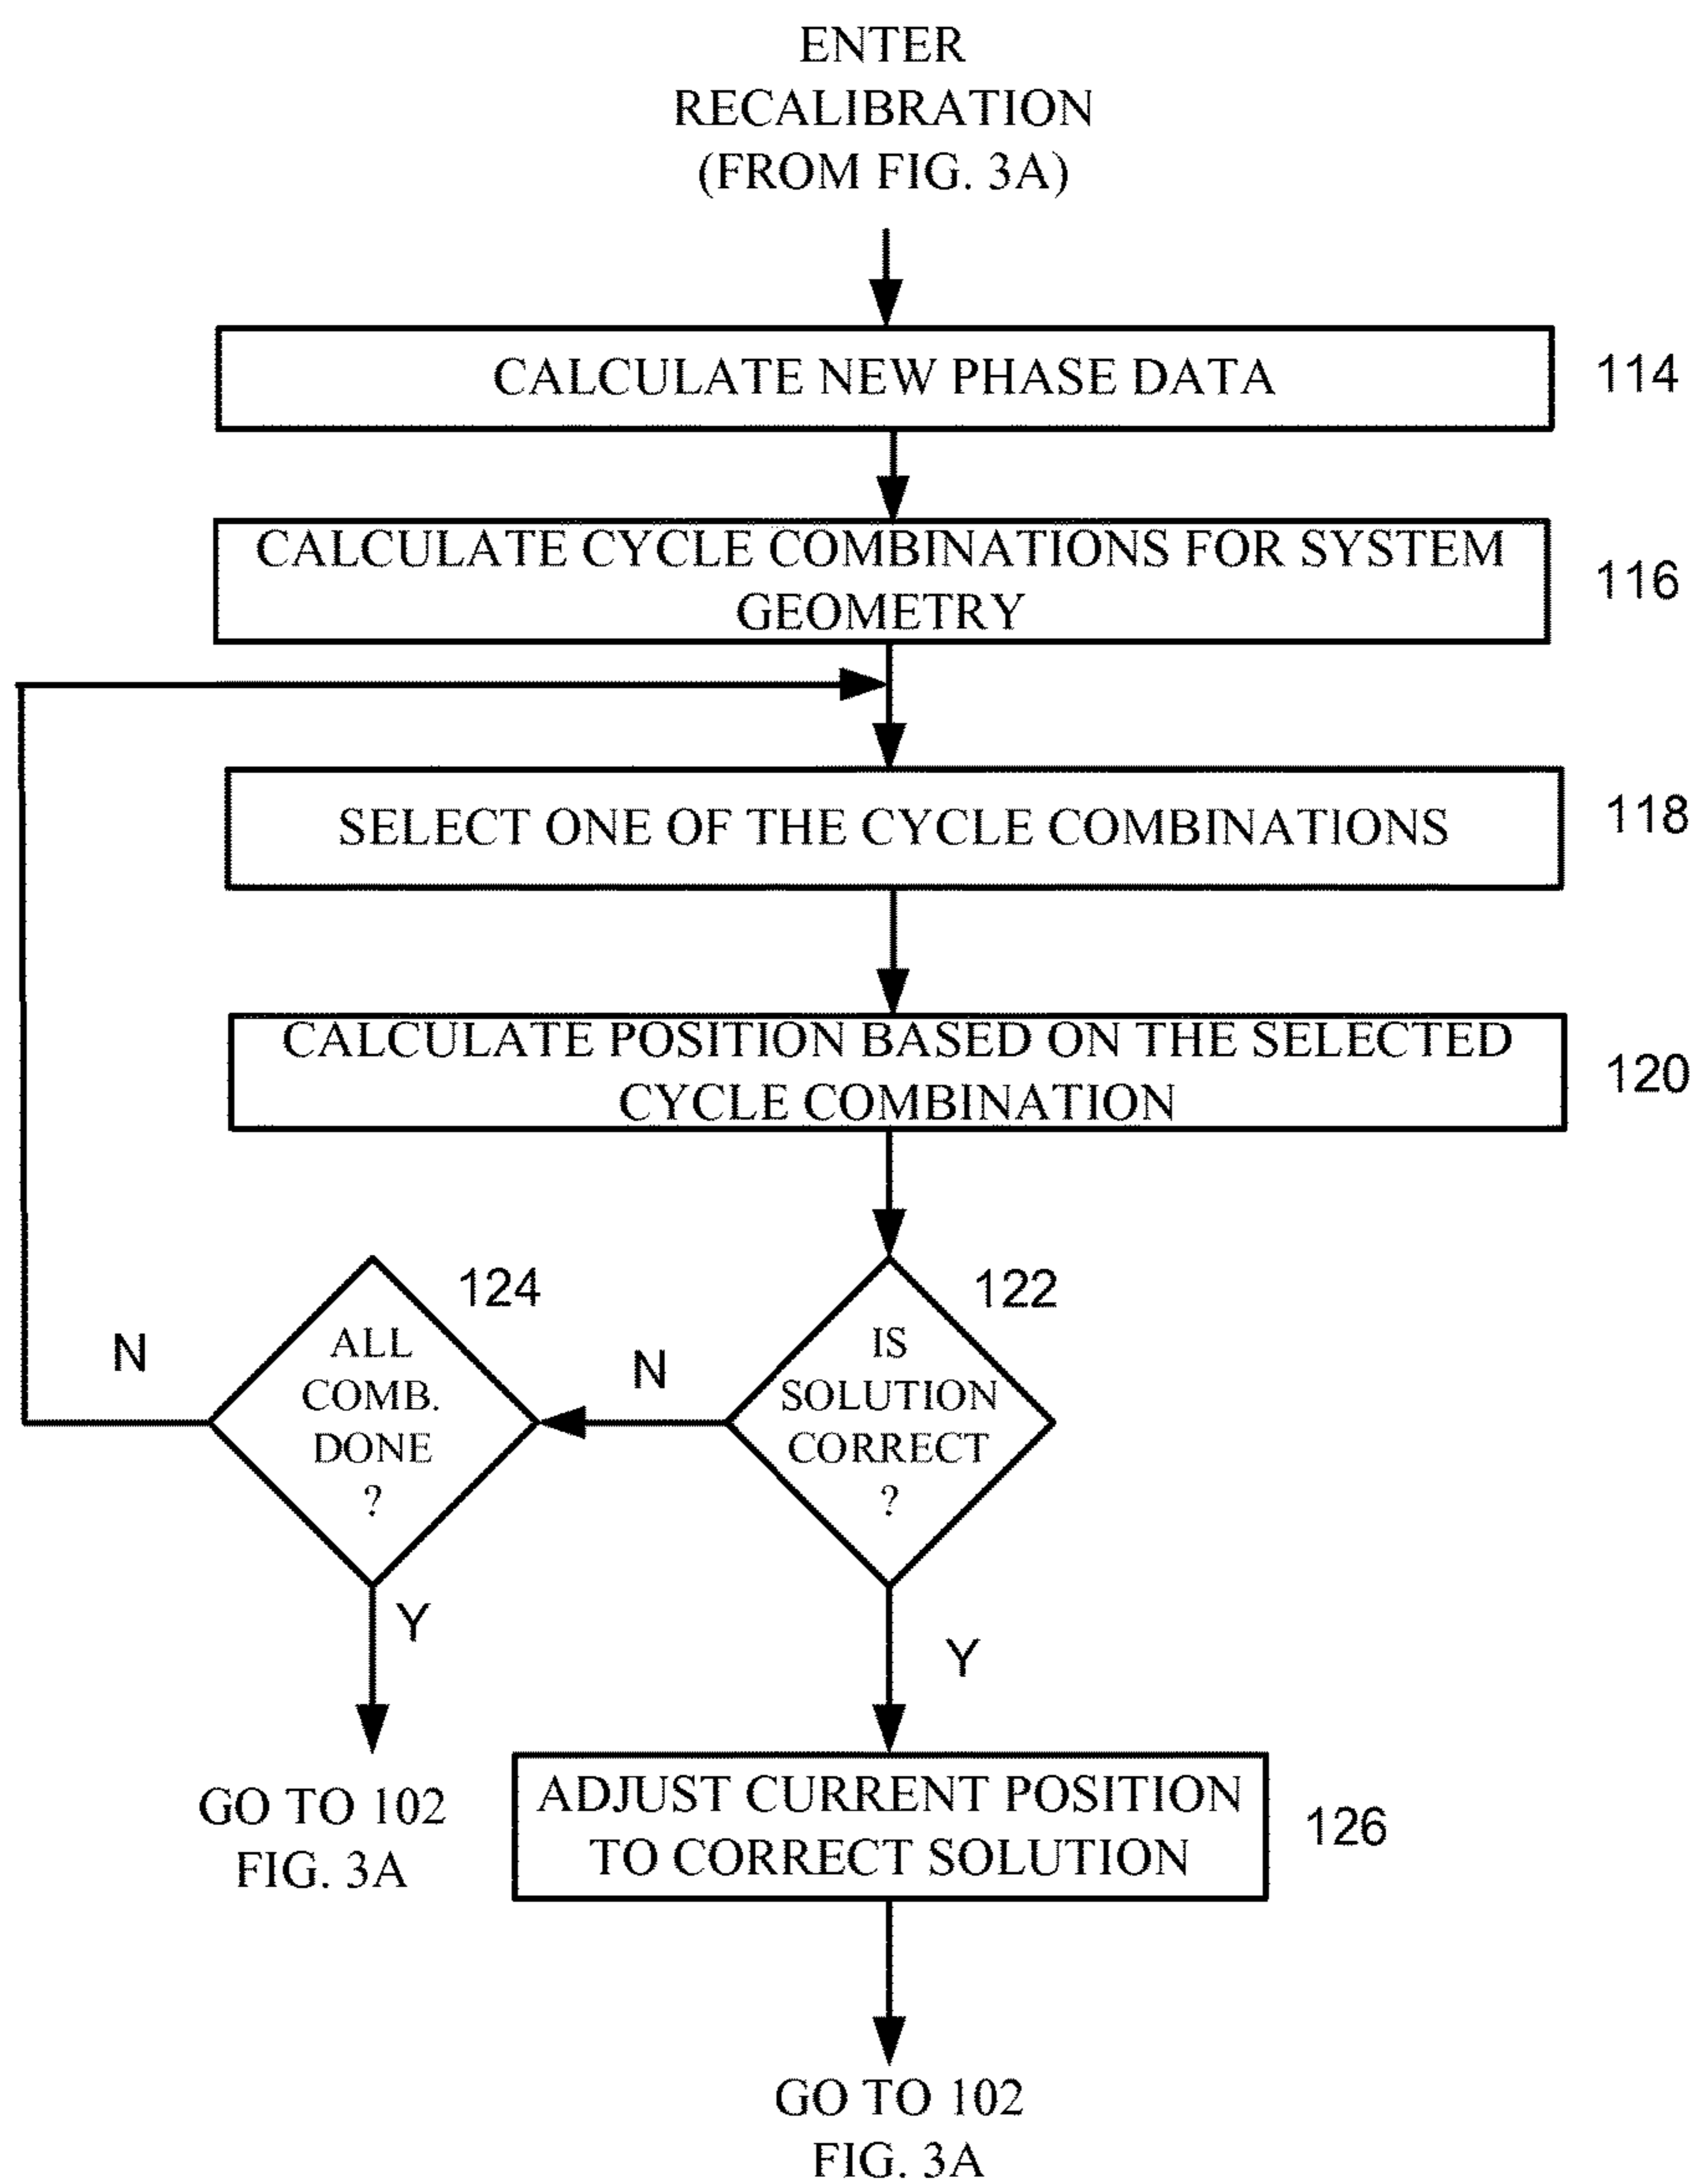 ENTER
RECALIBRATION
(FROM FIG. 3A)
CALCULATE NEW PHASE DATA
114
CALCULATE CYCLE COMBINATIONS FOR SYSTEM
GEOMETRY
116
SELECT ONE OF THE CYCLE COMBINATIONS
118
CALCULATE POSITION BASED ON THE SELECTED
CYCLE COMBINATION
120
124
122
N
ALL
COMB.
DONE
?
N
IS
SOLUTION
CORRECT
?
Y
Y
GO TO 102
FIG. 3A
ADJUST CURRENT POSITION
TO CORRECT SOLUTION
126
GO TO 102
FIG. 3A